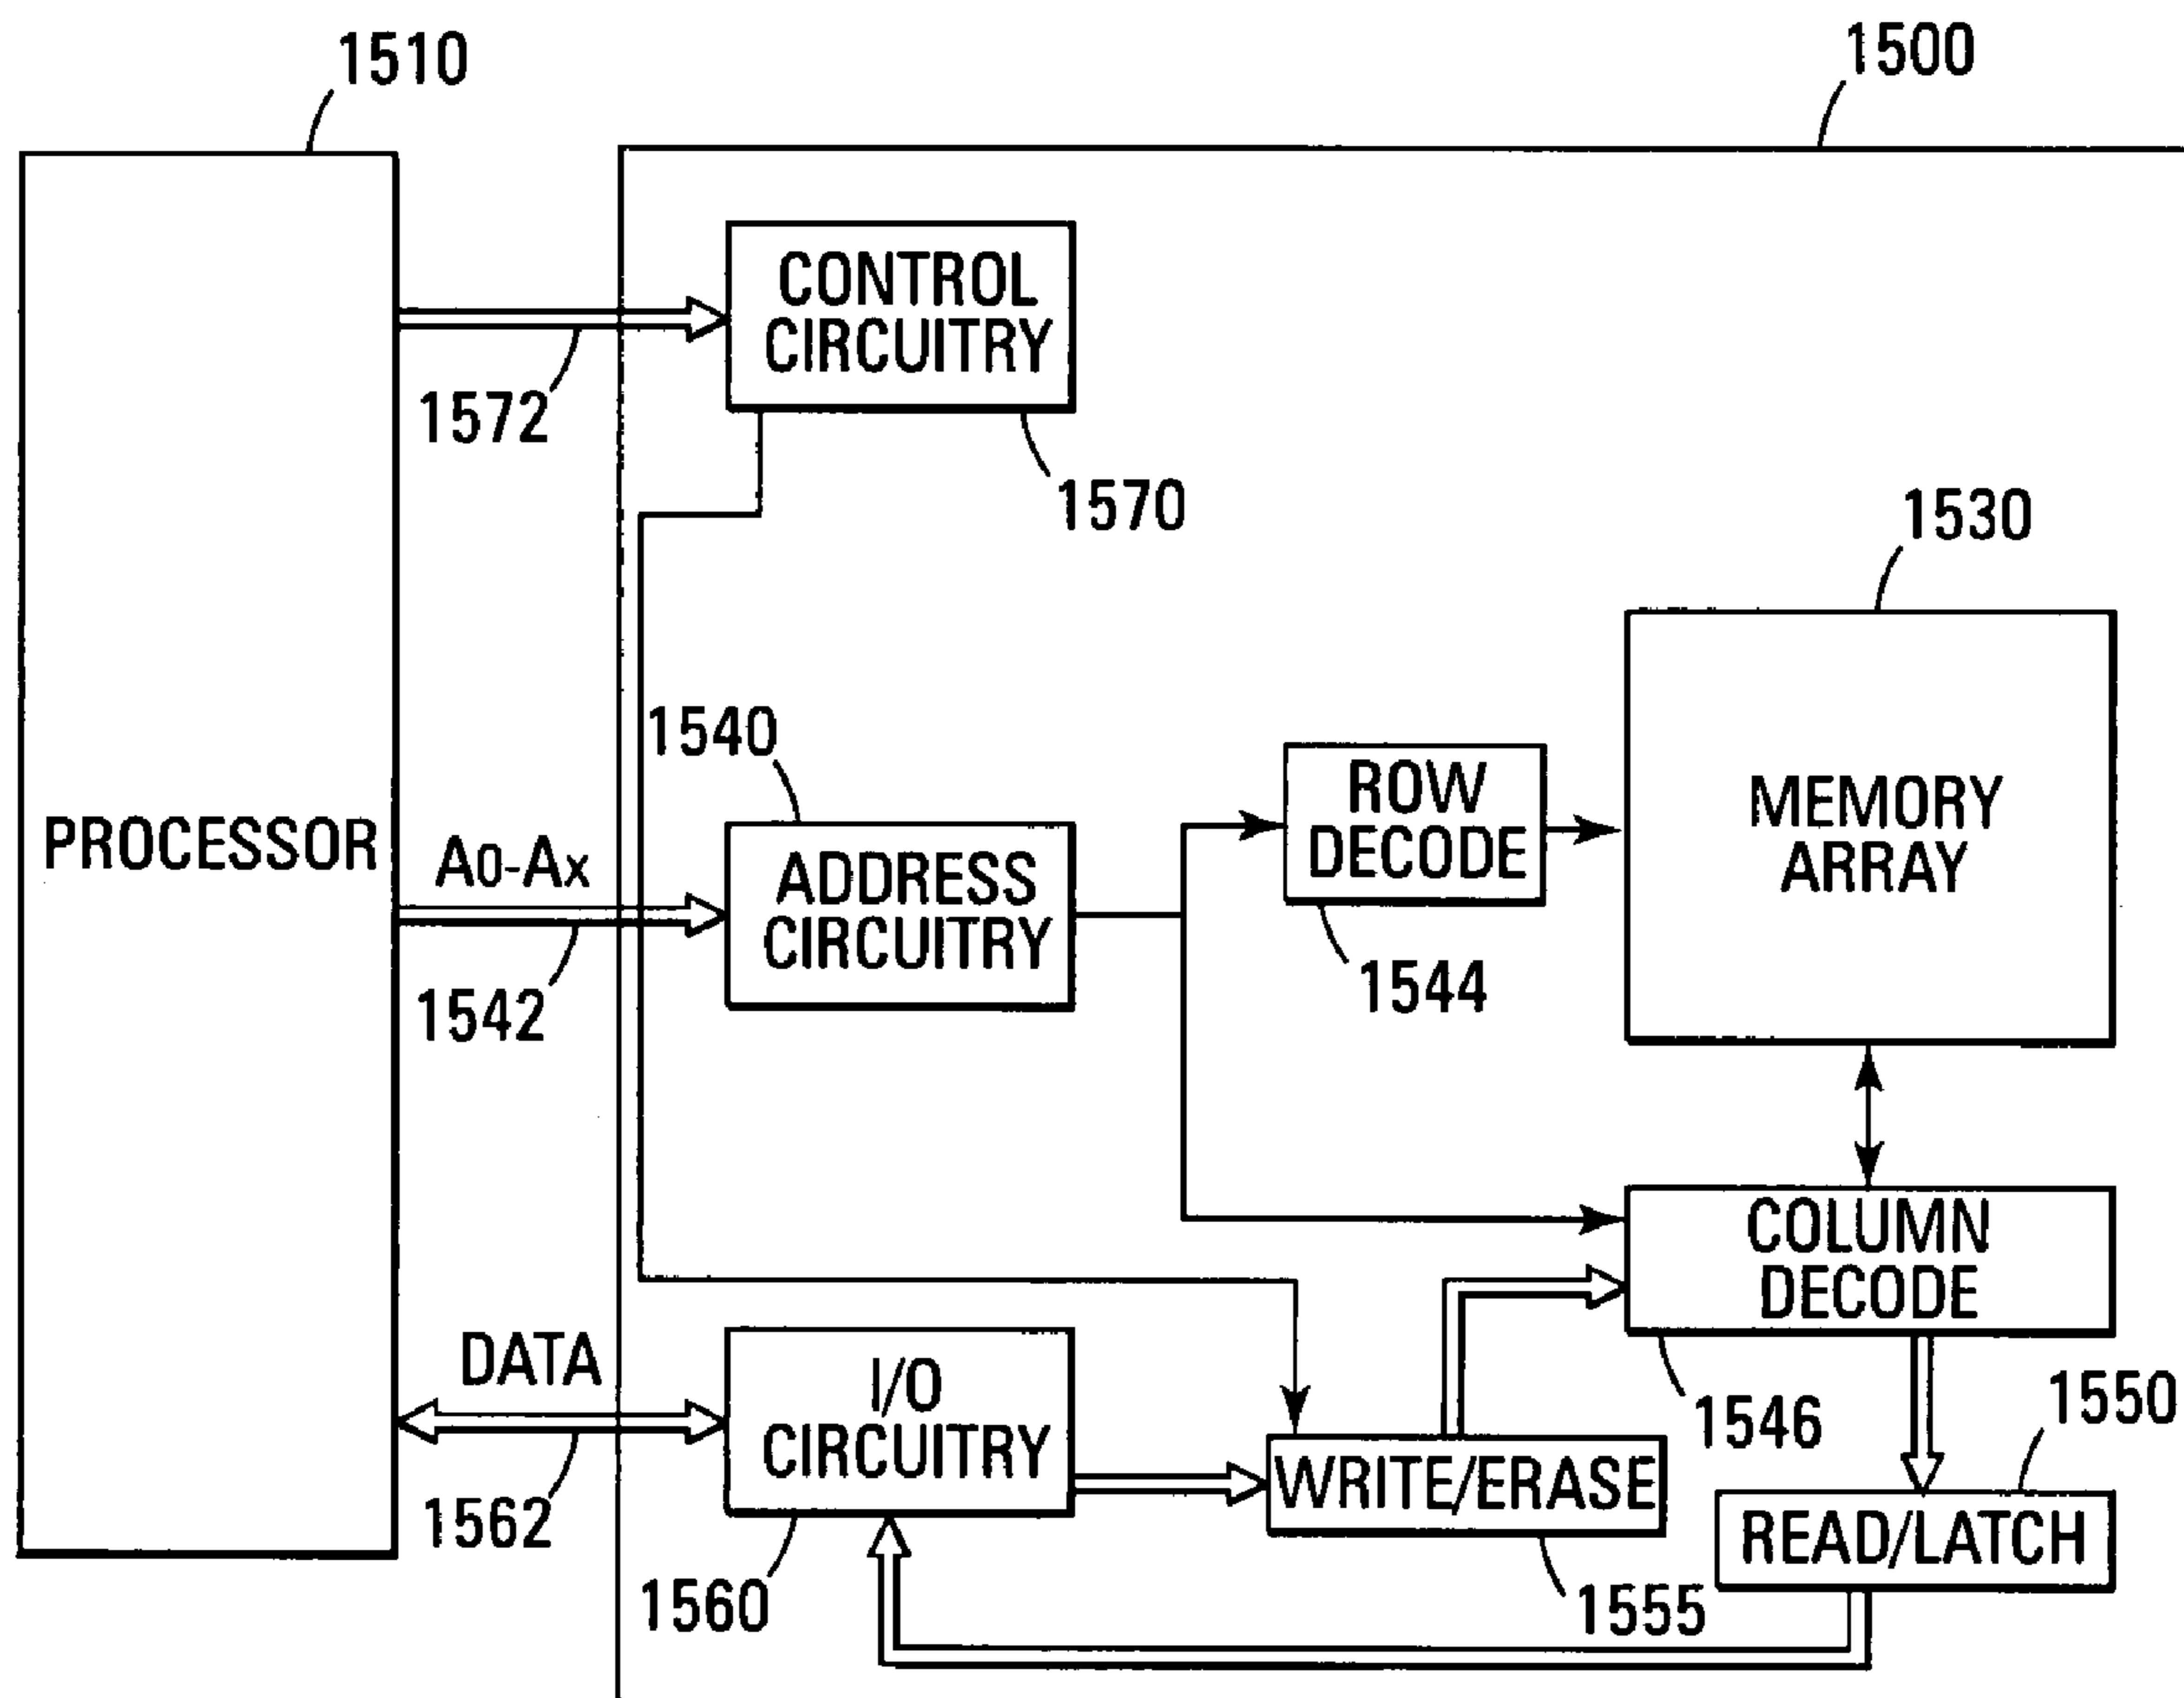 1510
1500
CONTROL
CIRCUITRY
1572
1570
1530
1540
ROW
DECODE
MEMORY
ARRAY
PROCESSOR
A0-Ax
ADDRESS
CIRCUITRY
1544
1542
COLUMN
DECODE
DATA
I/O
CIRCUITRY
1546
1550
WRITE/ERASE
1562
READ/LATCH
1560
1555